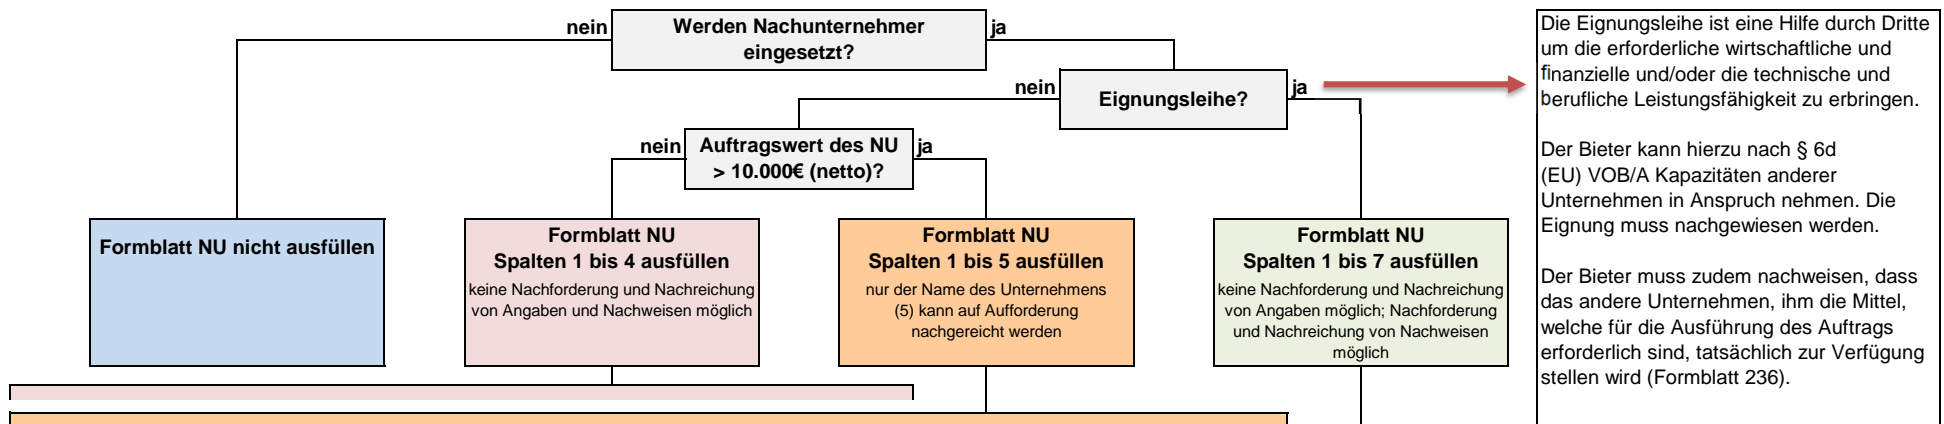 nein
Werden Nachunternehmer
eingesetzt?
ja
nein
Eignungsleihe?
ja
nein
Auftragswert des NU
> 10.000€ (netto)?
ja
Formblatt NU nicht ausfüllen
Formblatt NU
Spalten 1 bis 4 ausfüllen
keine Nachforderung und Nachreichung
von Angaben und Nachweisen möglich
Formblatt NU
Spalten 1 bis 5 ausfüllen
nur der Name des Unternehmens
(5) kann auf Aufforderung
nachgereicht werden
Formblatt NU
Spalten 1 bis 7 ausfüllen
keine Nachforderung und Nachreichung
von Angaben möglich; Nachforderung
und Nachreichung von Nachweisen
möglich
Die Eignungsleihe ist eine Hilfe durch Dritte
um die erforderliche wirtschaftliche und
finanzielle und/oder die technische und
berufliche Leistungsfähigkeit zu erbringen.
Der Bieter kann hierzu nach § 6d
(EU) VOB/A Kapazitäten anderer
Unternehmen in Anspruch nehmen. Die
Eignung muss nachgewiesen werden.
Der Bieter muss zudem nachweisen, dass
das andere Unternehmen, ihm die Mittel,
welche für die Ausführung des Auftrags
erforderlich sind, tatsächlich zur Verfügung
stellen wird (Formblatt 236).